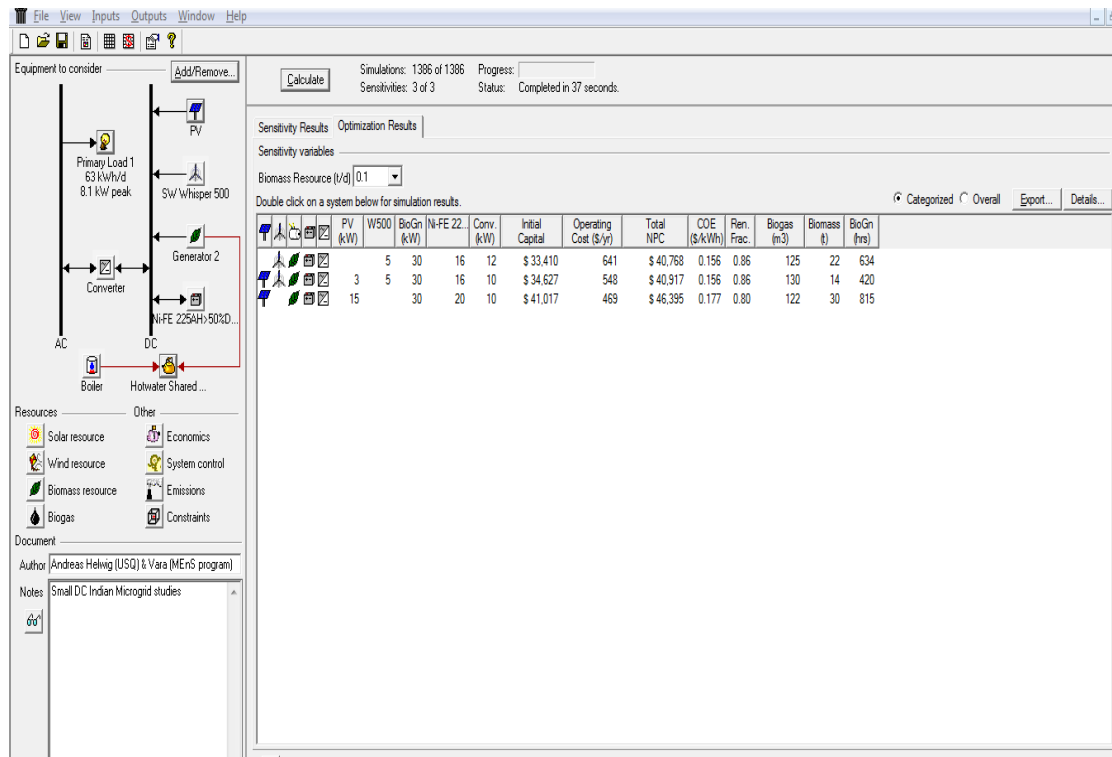 File View Inputs Outputs Window Help
Equipment to consider Add/Remove...
PV
Primary Load 1
63 kWh/d
8.1 kW peak
SW Whisper 500
Generator 2
Converter
Ni-FE 225AH>50%D...
AC DC
Boiler Hotwater Shared ...
Resources Other
Solar resource Economics
Wind resource System control
Biomass resource Emissions
Biogas Constraints
Document
Author Andreas Helwig (USQ) & Vara (MEnS program)
Notes Small DC Indian Microgrid studies
Calculate
Simulations: 1386 of 1386 Progress:
Sensitivities: 3 of 3 Status: Completed in 37 seconds.
Sensitivity Results Optimization Results
Sensitivity variables
Biomass Resource (t/d) 0.1
Double click on a system below for simulation results.
Categorized Overall Export... Details...
PV (kW) W500 BioGn (kW) Ni-FE 22... Conv. (kW) Initial Capital Operating Cost ($/yr) Total NPC COE ($/kWh) Ren. Frac. Biogas (m3) Biomass (t) BioGn (hrs)
5 30 16 12 $ 33,410 641 $ 40,768 0.156 0.86 125 22 634
3 5 30 16 10 $ 34,627 548 $ 40,917 0.156 0.86 130 14 420
15 30 20 10 $ 41,017 469 $ 46,395 0.177 0.80 122 30 815